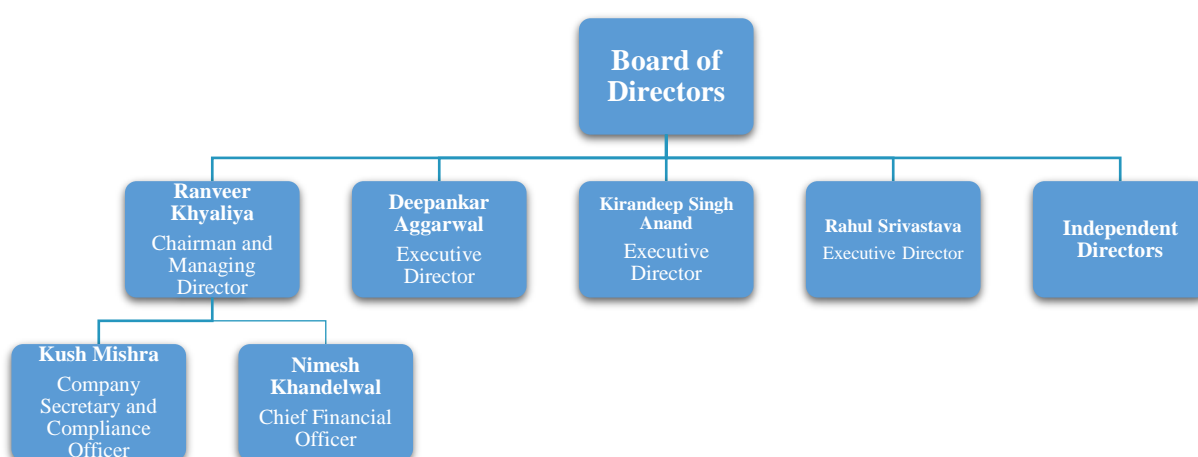 Board of
Directors
Ranveer
Khyaliya
Chairman and
Managing
Director
Deepankar
Aggarwal
Executive
Director
Kirandeep Singh
Anand
Executive
Director
Rahul Srivastava
Executive Director
Independent
Directors
Kush Mishra
Company
Secretary and
Compliance
Officer
Nimesh
Khandelwal
Chief Financial
Officer